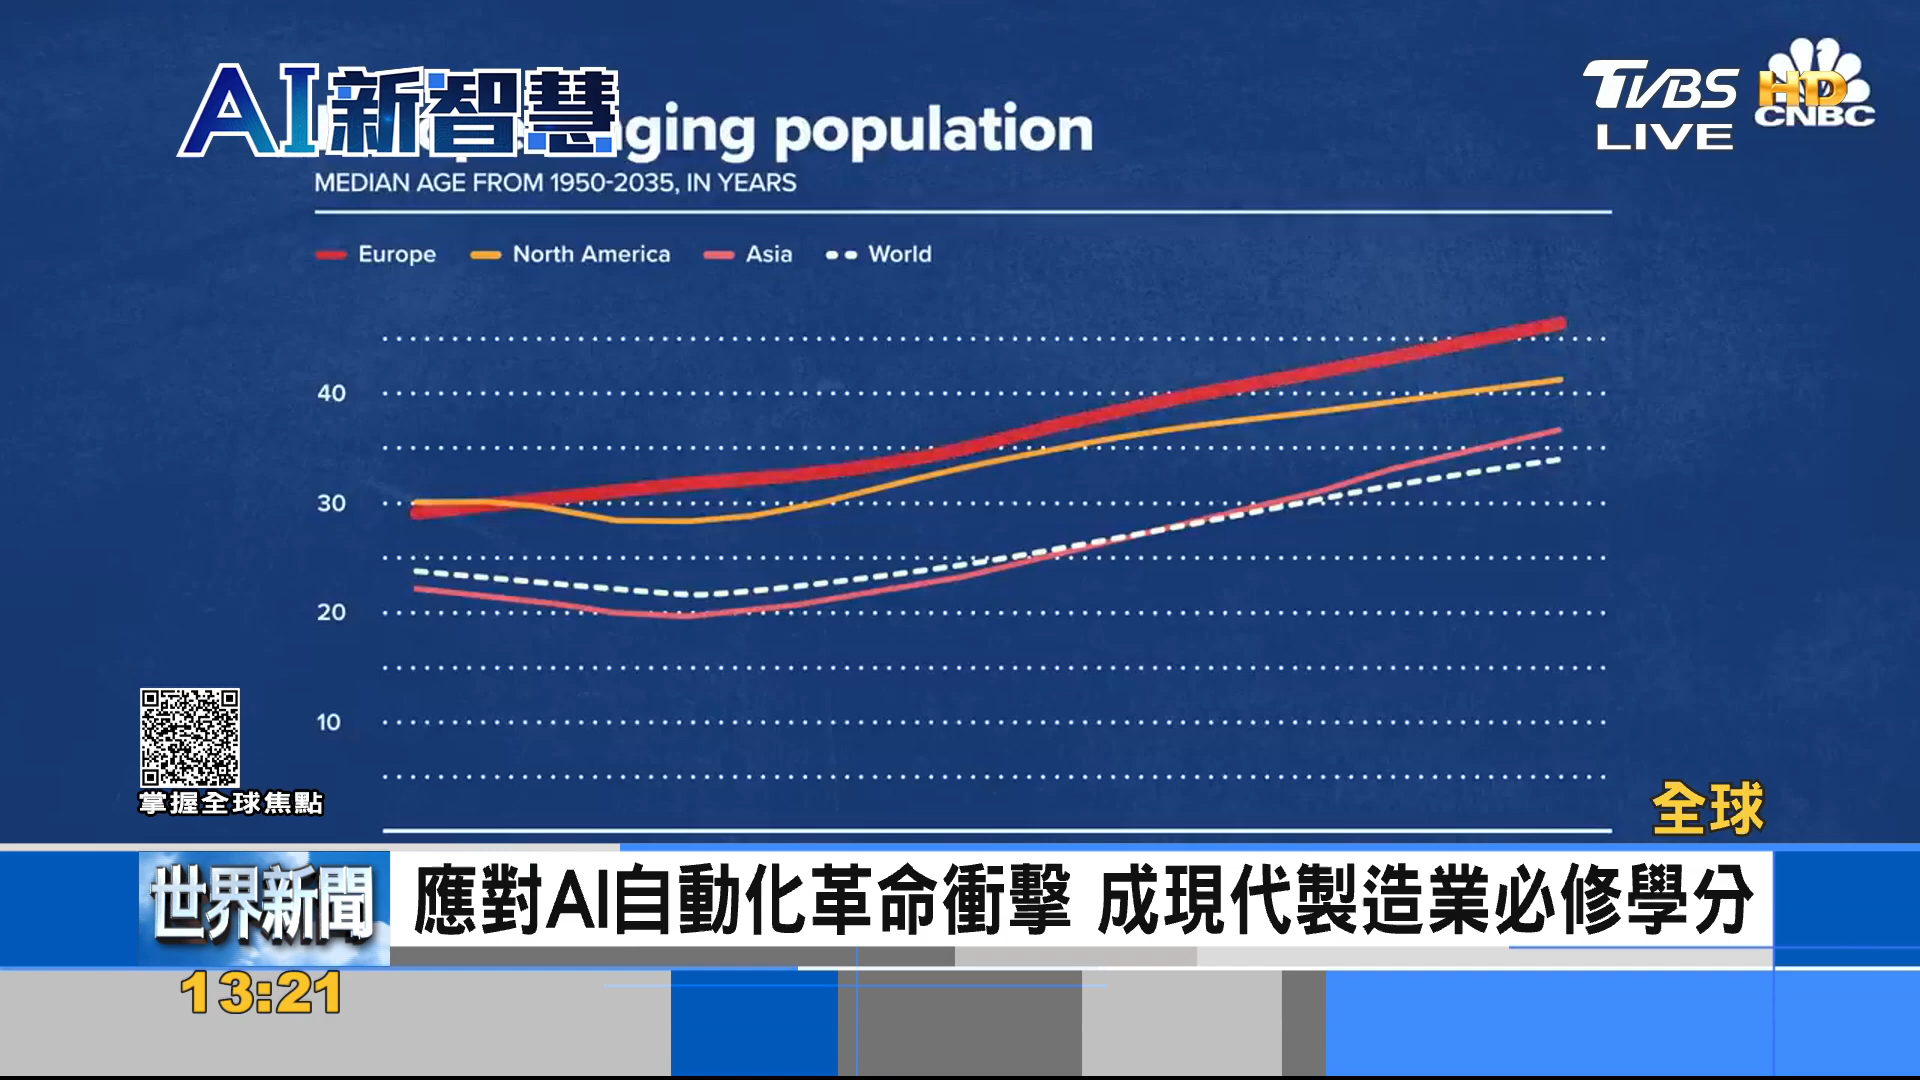 AI新智慧
ging population
MEDIAN AGE FROM 1950-2035, IN YEARS
Europe North America Asia World
TVBS
LIVE
HD
CNBC
40
30
20
10
掌握全球焦點
全球
世界新聞
應對AI自動化革命衝擊 成現代製造業必修學分
13:21